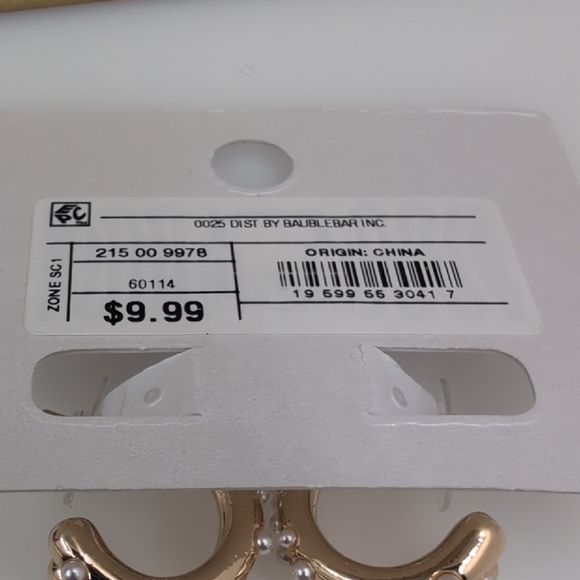 0025 DIST. BY BAUBLEBAR INC.
ZONE SC1
215 00 9978
60114
$9.99
ORIGIN: CHINA
19 599 55 3041 7